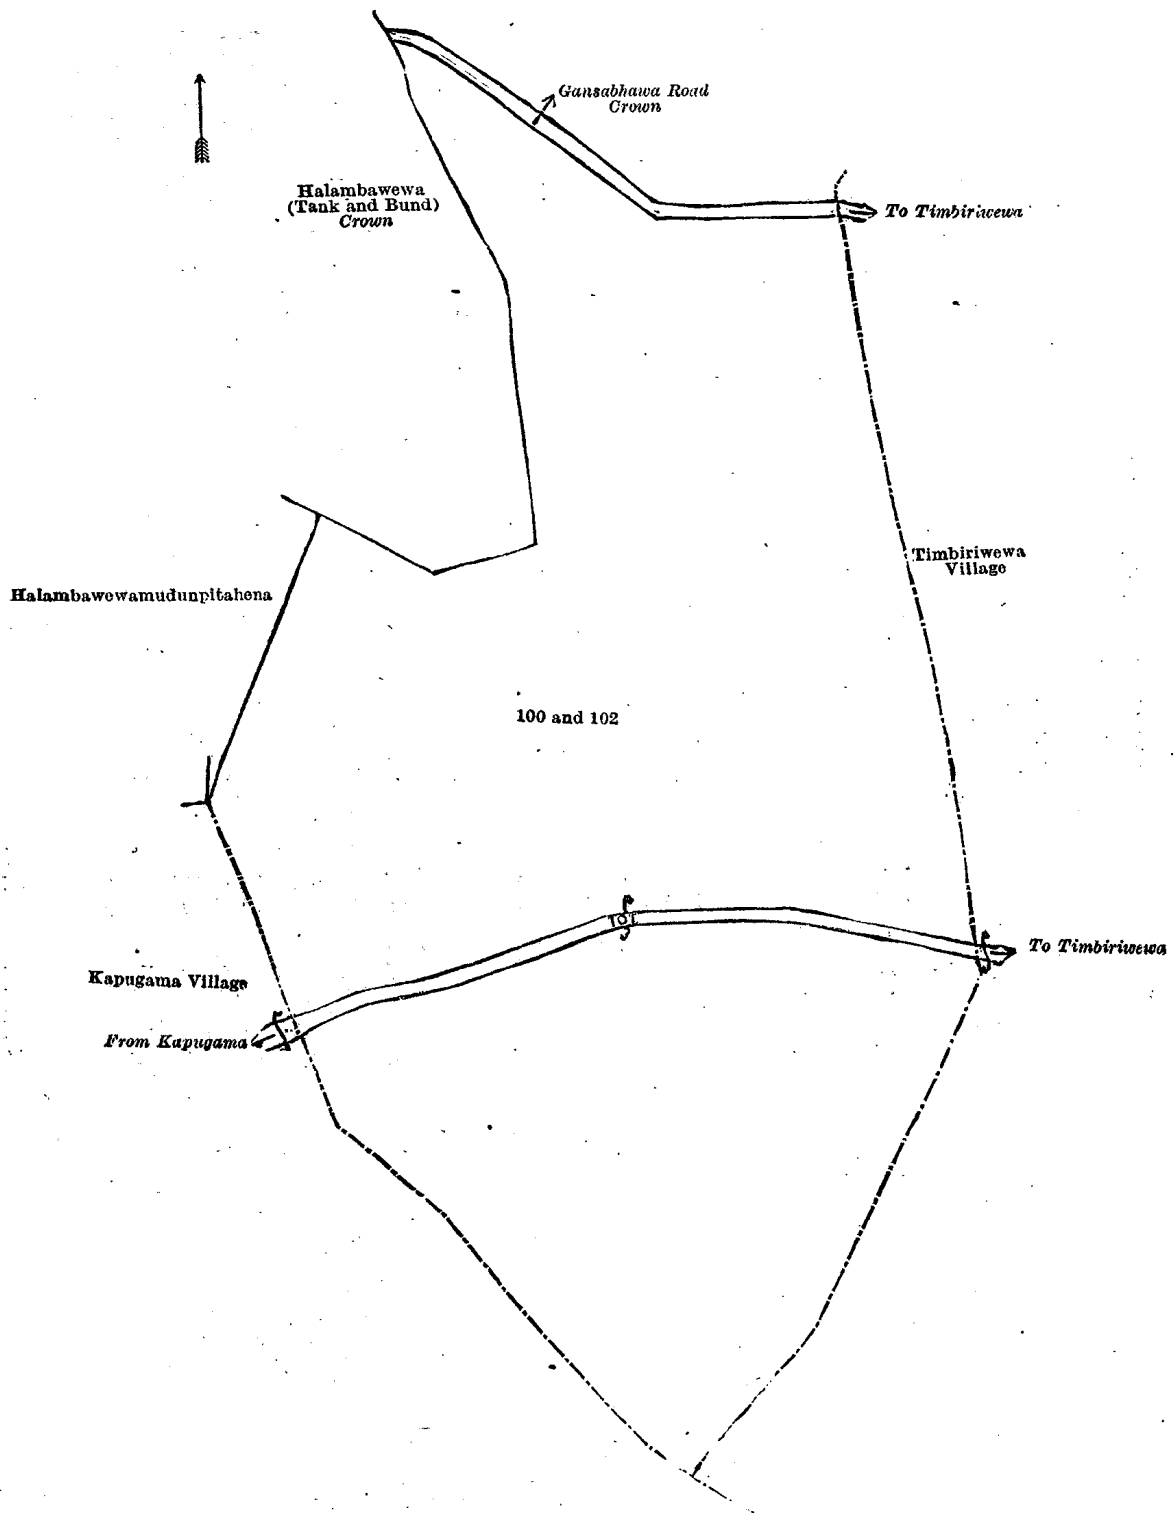 Gansabhawa Road
Crown
Halambawewa
(Tank and Bund)
Crown
To Timbiriwewa
Timbiriwewa
Village
Halambawewamudunpitahena
100 and 102
Kapugama Village
To Timbiriwewa
From Kapugama